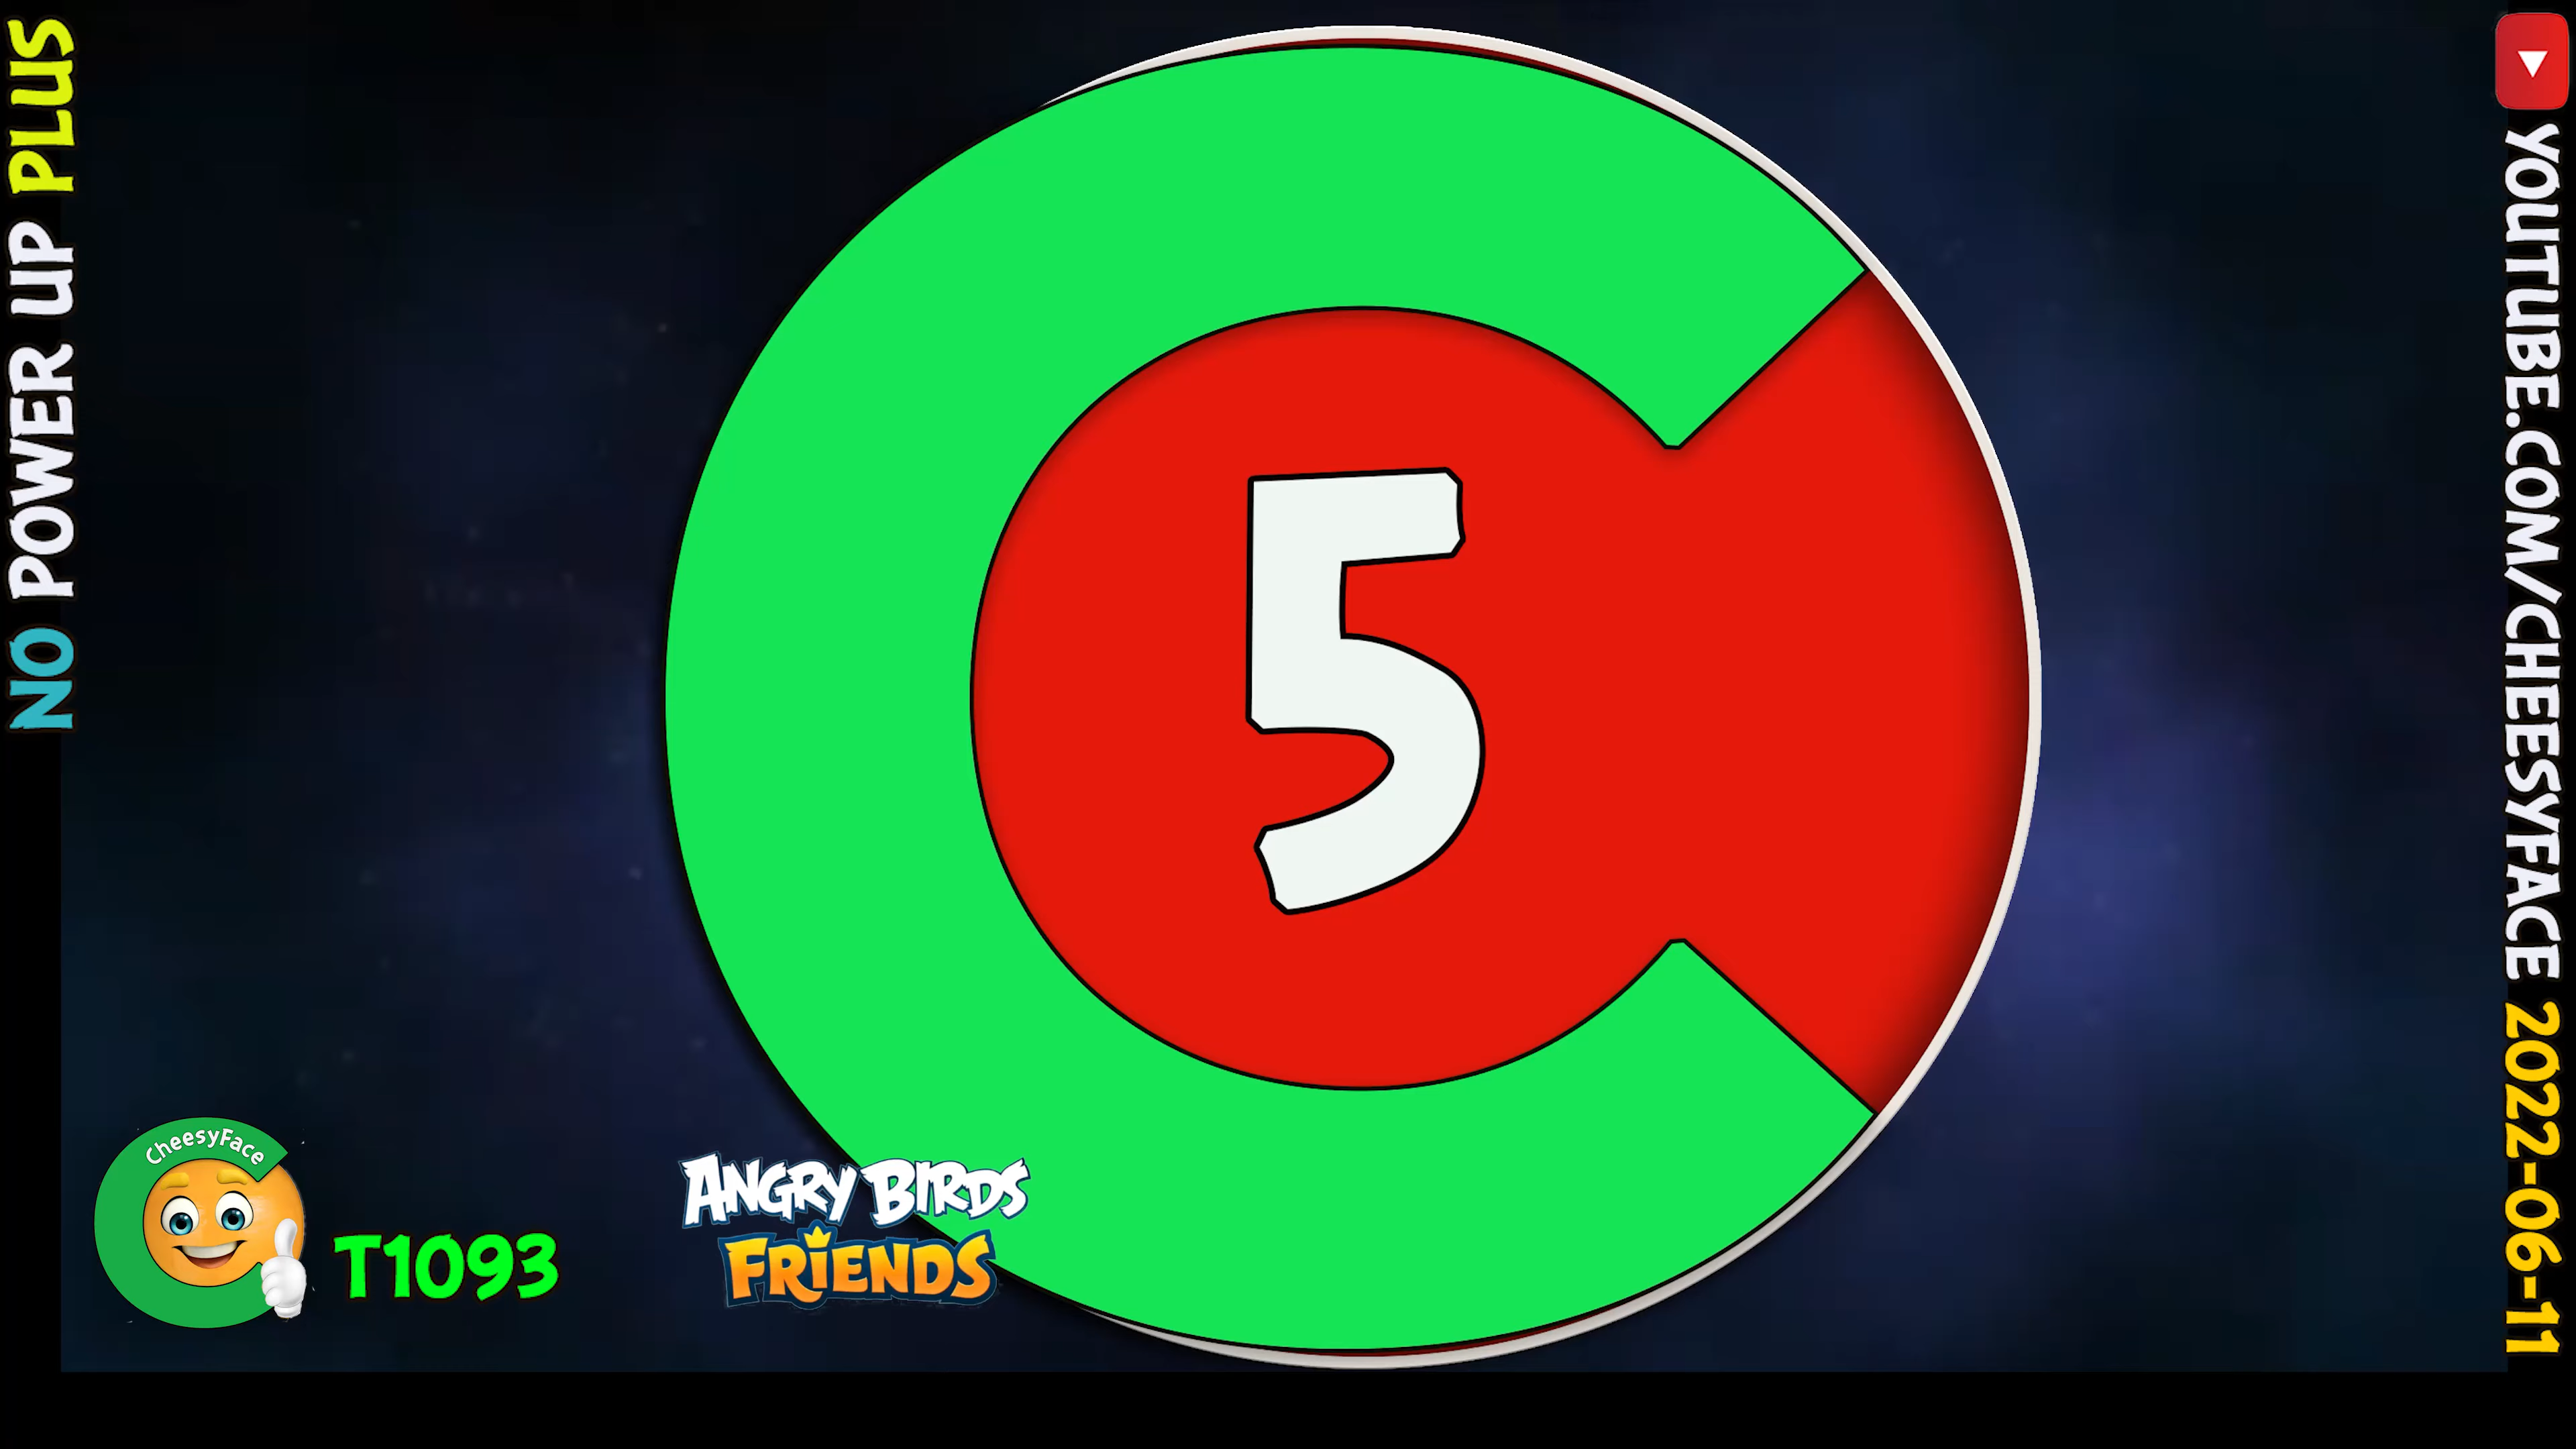 NO POWER UP PLUS
5
CheesyFace
T1093
ANGRY BIRDS
FRIENDS
YOUTUBE.COM/CHEESYFACE 2022-06-11